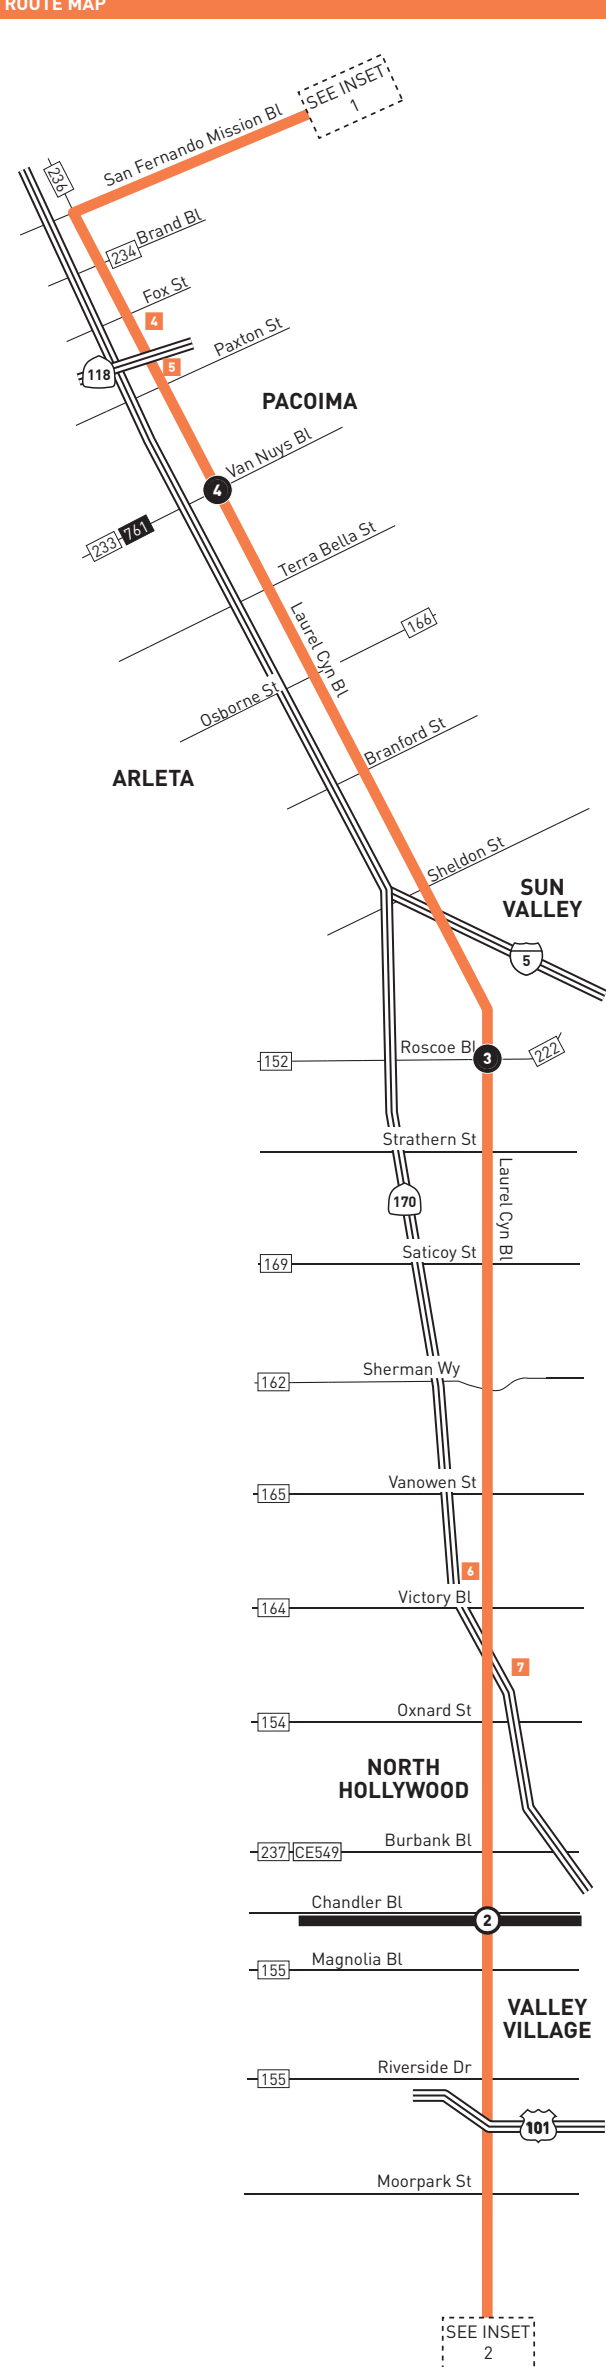 ROUTE MAP
SEE INSET
1
San Fernando Mission Bl
236
Brand Bl
234
Fox St
4
Paxton St
5
118
PACOIMA
Van Nuys Bl
4
761
233
Terra Bella St
Laurel Cyn Bl
166
Osborne St
Branford St
ARLETA
Sheldon St
SUN
VALLEY
5
Roscoe Bl
3
222
152
Strathern St
Laurel Cyn Bl
170
Saticoy St
169
Sherman Wy
162
Vanowen St
165
6
Victory Bl
164
7
Oxnard St
154
NORTH
HOLLYWOOD
Burbank Bl
237 CE549
Chandler Bl
2
Magnolia Bl
155
VALLEY
VILLAGE
Riverside Dr
155
101
Moorpark St
SEE INSET
2